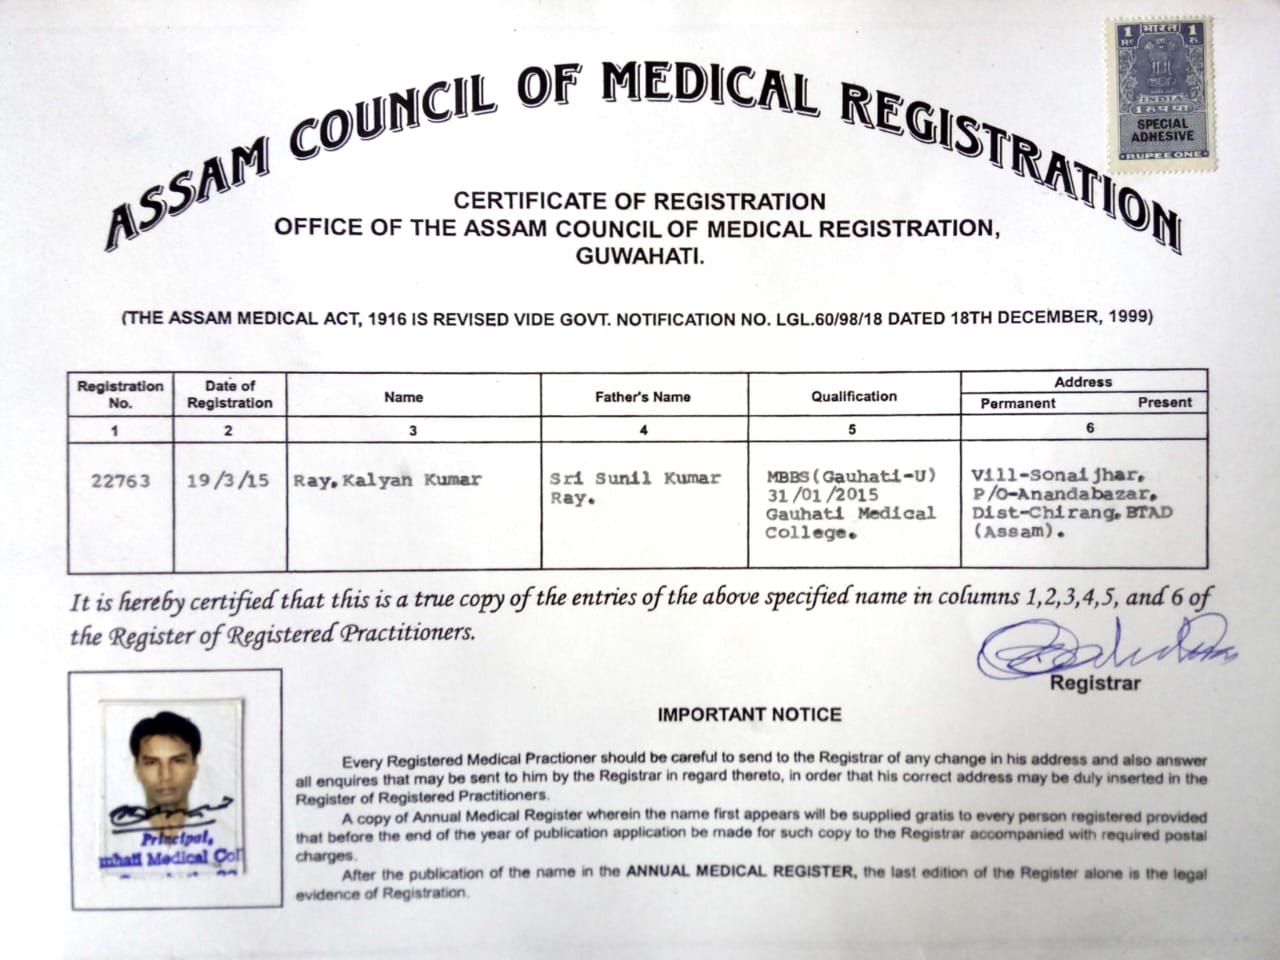 ASSAM COUNCIL OF MEDICAL REGISTRATION
1 भारत 1
Rs रु.
INDIA
1 रुपया
SPECIAL
ADHESIVE
RUPEE ONE
CERTIFICATE OF REGISTRATION
OFFICE OF THE ASSAM COUNCIL OF MEDICAL REGISTRATION,
GUWAHATI.
(THE ASSAM MEDICAL ACT, 1916 IS REVISED VIDE GOVT. NOTIFICATION NO. LGL.60/98/18 DATED 18TH DECEMBER, 1999)
Registration No. Date of Registration Name Father's Name Qualification Address
Permanent Present
1 2 3 4 5 6
22763 19/3/15 Ray, Kalyan Kumar Sri Sunil Kumar MBBS(Gauhati-U) Vill-Sonaijhar,
Ray. 31/01/2015 P/O-Anandabazar,
Gauhati Medical Dist-Chirang, BTAD
College. (Assam).
It is hereby certified that this is a true copy of the entries of the above specified name in columns 1,2,3,4,5, and 6 of
the Register of Registered Practitioners.
Registrar
IMPORTANT NOTICE
Every Registered Medical Practioner should be careful to send to the Registrar of any change in his address and also answer
all enquires that may be sent to him by the Registrar in regard thereto, in order that his correct address may be duly inserted in the
Register of Registered Practitioners.
A copy of Annual Medical Register wherein the name first appears will be supplied gratis to every person registered provided
that before the end of the year of publication application be made for such copy to the Registrar accompanied with required postal
charges.
After the publication of the name in the ANNUAL MEDICAL REGISTER, the last edition of the Register alone is the legal
evidence of Registration.
Principal,
Medical Col